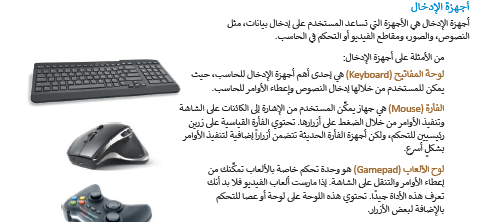 أجهزة الإدخال
أجهزة الإدخال هي الأجهزة التي تساعد المستخدم على إدخال بيانات، مثل
النصوص، والصور، ومقاطع الفيديو أو التحكم في الحاسب.
من الأمثلة على أجهزة الإدخال:
لوحة المفاتيح (Keyboard) هي إحدى أهم أجهزة الإدخال للحاسب، حيث
يمكن للمستخدم من خلالها إدخال النصوص وإعطاء الأوامر للحاسب.
الفأرة (Mouse) هي جهاز يمكّن المستخدم من الإشارة إلى الكائنات على الشاشة
وتنفيذ الأوامر من خلال الضغط على أزرارها. تحتوي الفأرة القياسية على زرين
رئيسيين للتحكم، ولكن أجهزة الفأرة الحديثة تتضمن أزراراً إضافية لتنفيذ الأوامر
بشكلٍ أسرع.
لوح الألعاب (Gamepad) هو وحدة تحكم خاصة بالألعاب تمكّنك من
إعطاء الأوامر والتنقل على الشاشة. إذا مارست ألعاب الفيديو فلا بد أنك
تعرف هذه الأداة جيدًا. تحتوي هذه اللوحة على لوحة أو عصا للتحكم
بالإضافة لبعض الأزرار.